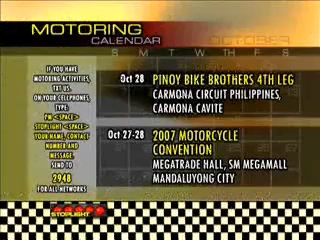 MOTORING
CALENDAR
OCTOBER
S M T W T F S
IF YOU HAVE
MOTORING ACTIVITIES,
TXT US.
ON YOUR CELLPHONES,
TYPE:
PM <SPACE>
STOPLIGHT <SPACE>
YOUR NAME, CONTACT
NUMBER AND
MESSAGE.
SEND TO
2948
FOR ALL NETWORKS
Oct 28
PINOY BIKE BROTHERS 4TH LEG
CARMONA CIRCUIT PHILIPPINES,
CARMONA CAVITE
Oct 27-28
2007 MOTORCYCLE
CONVENTION
MEGATRADE HALL, SM MEGAMALL
MANDALUYONG CITY
STOPLIGHT